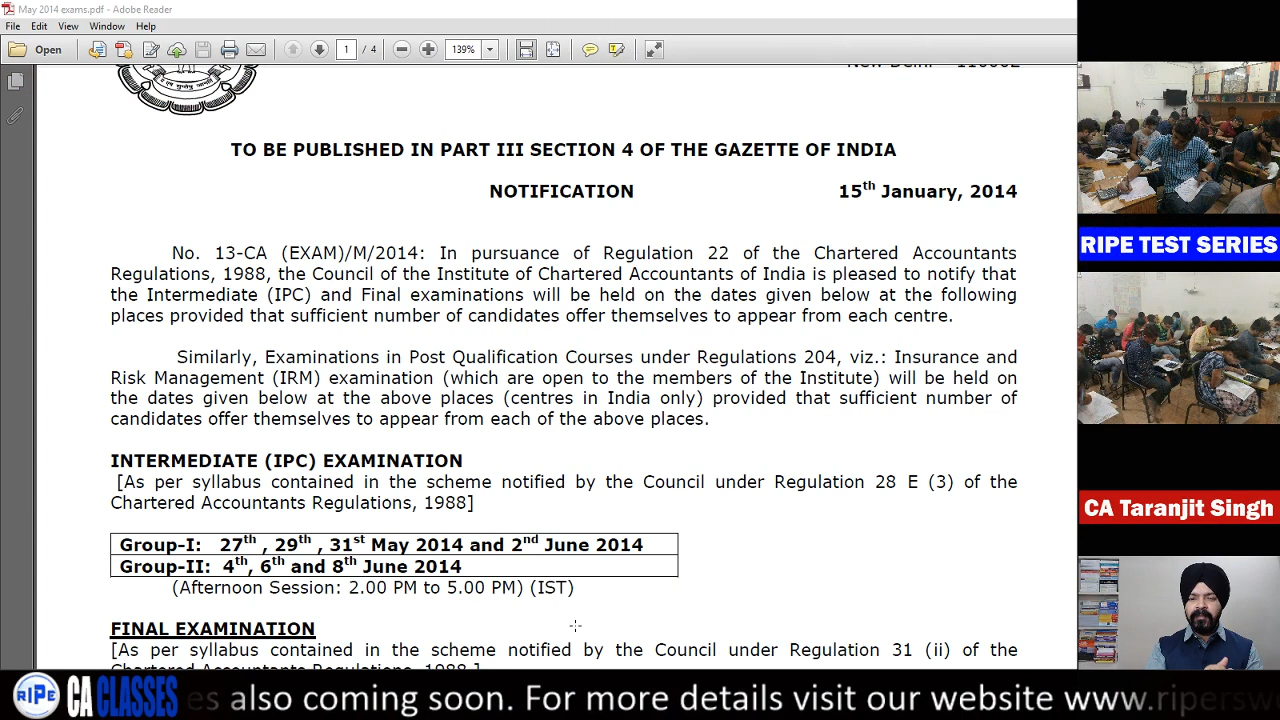 May 2014 exams.pdf - Adobe Reader
File Edit View Window Help
Open 1 / 4 139%
TO BE PUBLISHED IN PART III SECTION 4 OF THE GAZETTE OF INDIA
NOTIFICATION 15th January, 2014
No. 13-CA (EXAM)/M/2014: In pursuance of Regulation 22 of the Chartered Accountants
Regulations, 1988, the Council of the Institute of Chartered Accountants of India is pleased to notify that
the Intermediate (IPC) and Final examinations will be held on the dates given below at the following
places provided that sufficient number of candidates offer themselves to appear from each centre.
Similarly, Examinations in Post Qualification Courses under Regulations 204, viz.: Insurance and
Risk Management (IRM) examination (which are open to the members of the Institute) will be held on
the dates given below at the above places (centres in India only) provided that sufficient number of
candidates offer themselves to appear from each of the above places.
INTERMEDIATE (IPC) EXAMINATION
[As per syllabus contained in the scheme notified by the Council under Regulation 28 E (3) of the
Chartered Accountants Regulations, 1988]
Group-I: 27th , 29th , 31st May 2014 and 2nd June 2014
Group-II: 4th, 6th and 8th June 2014
(Afternoon Session: 2.00 PM to 5.00 PM) (IST)
FINAL EXAMINATION
[As per syllabus contained in the scheme notified by the Council under Regulation 31 (ii) of the
Chartered Accountants Regulations, 1988.]
RIPE TEST SERIES
CA Taranjit Singh
RIPE CA CLASSES
es also coming soon. For more details visit our website www.ripersw